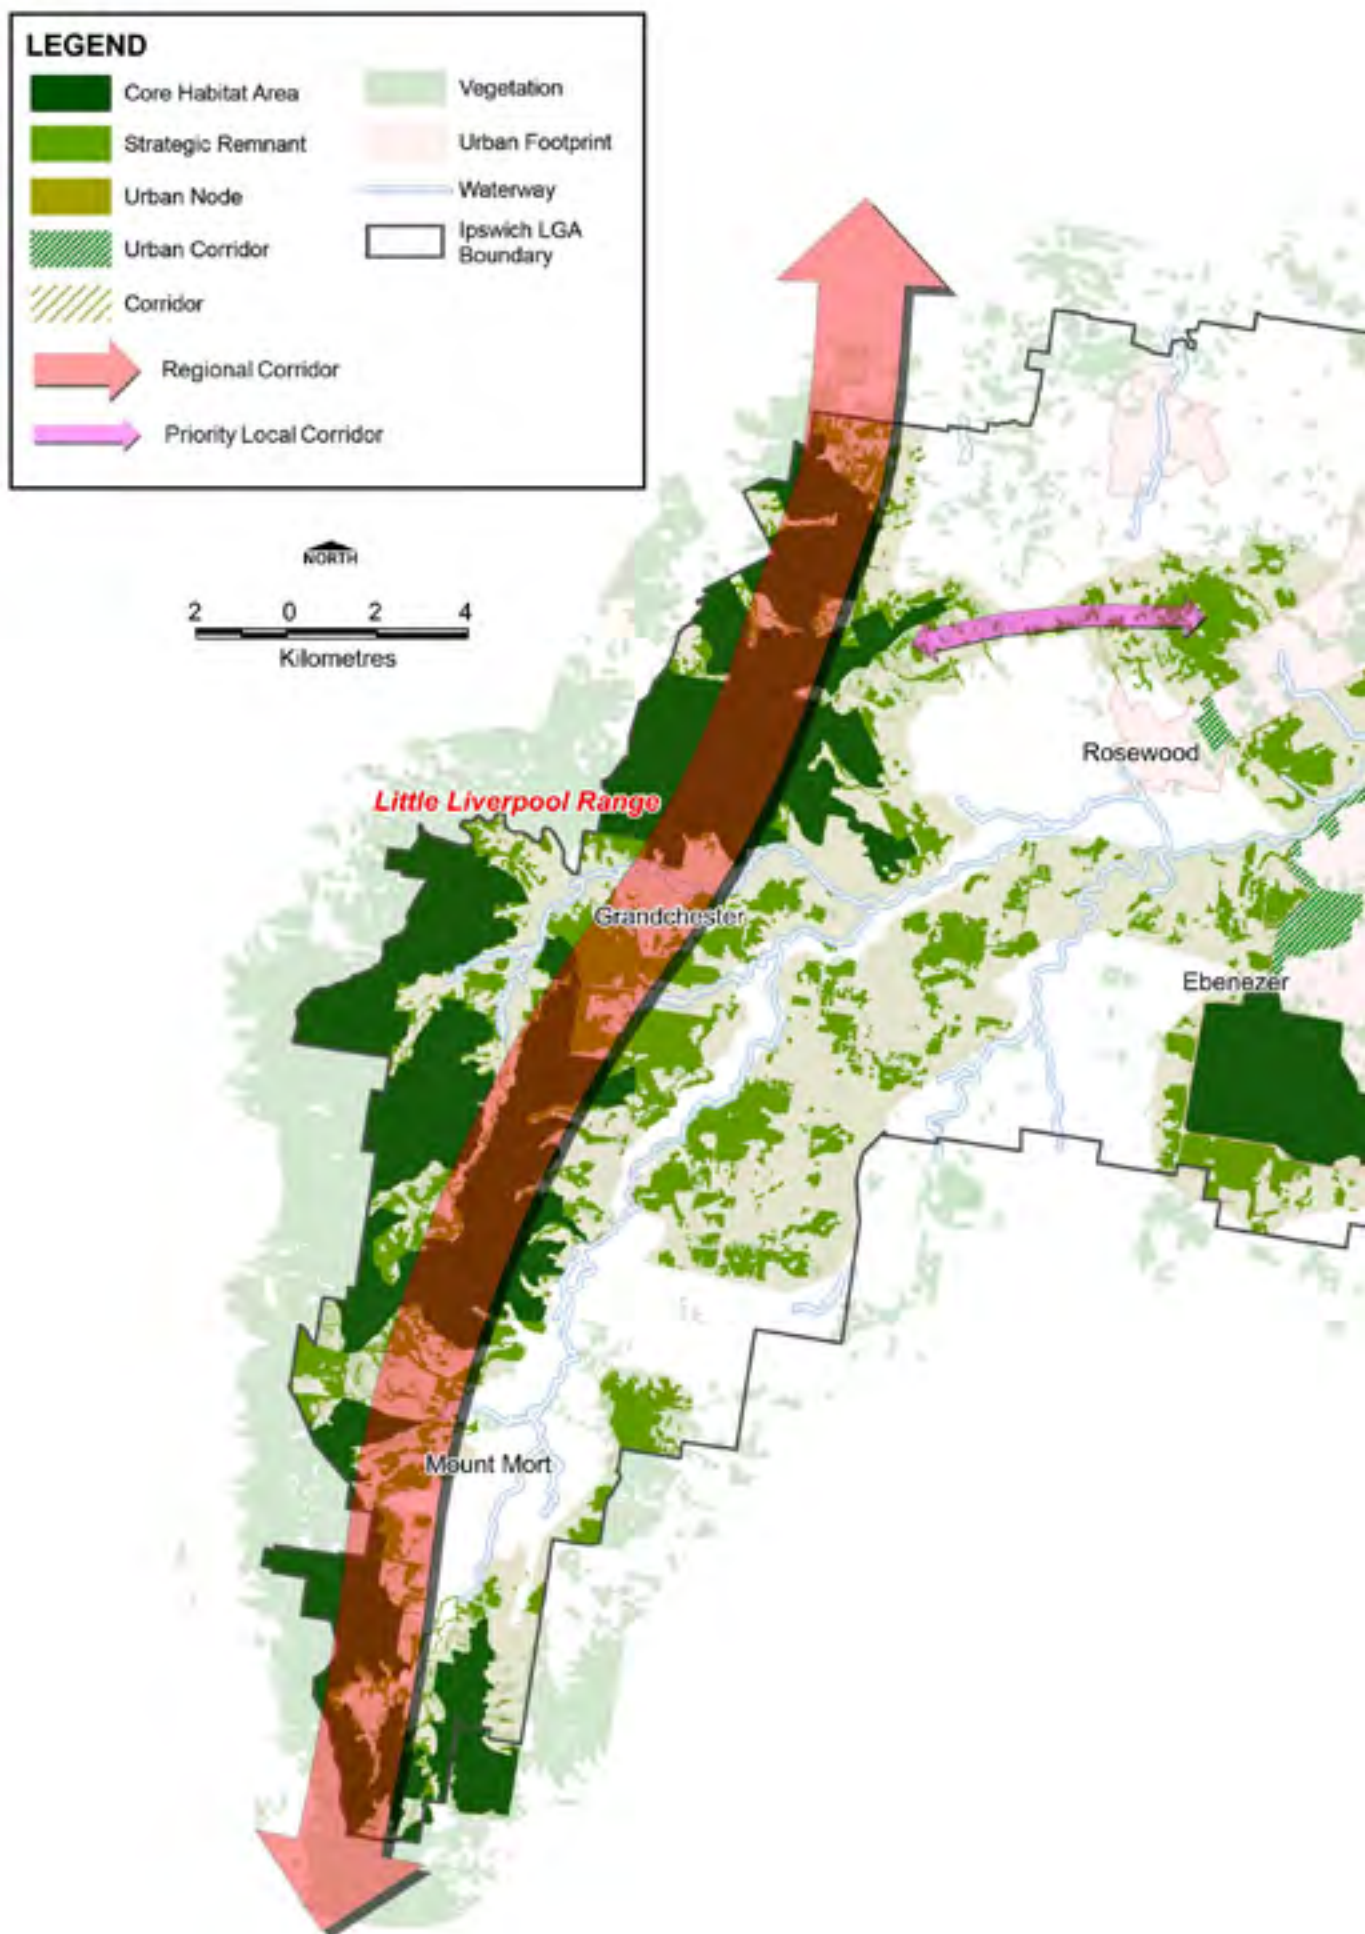 LEGEND
Core Habitat Area
Strategic Remnant
Urban Node
Urban Corridor
Corridor
Regional Corridor
Priority Local Corridor
Vegetation
Urban Footprint
Waterway
Ipswich LGA
Boundary
NORTH
2 0 2 4
Kilometres
Rosewood
Little Liverpool Range
Grandchester
Ebenezer
Mount Mort